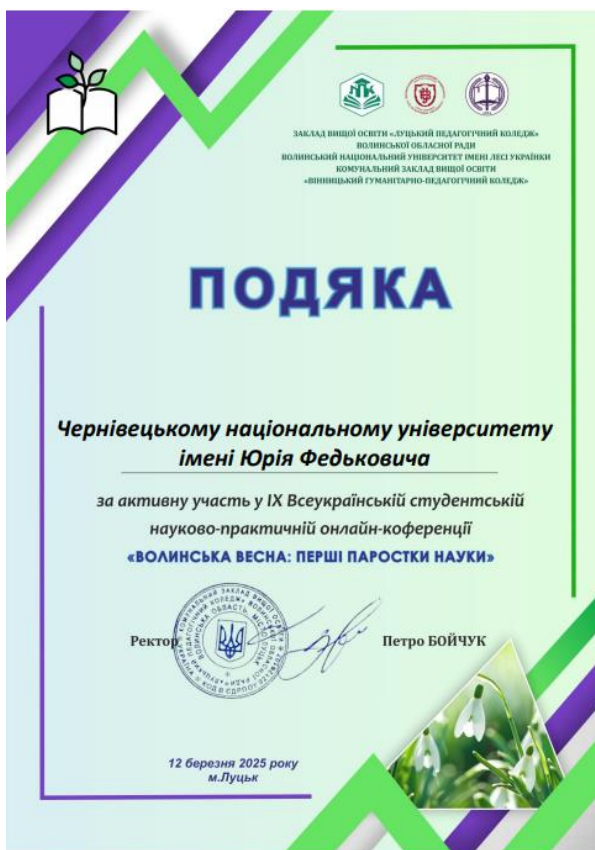 ЗАКЛАД ВИЩОЇ ОСВІТИ «ЛУЦЬКИЙ ПЕДАГОГІЧНИЙ КОЛЕДЖ»
ВОЛИНСЬКОЇ ОБЛАСНОЇ РАДИ
ВОЛИНСЬКИЙ НАЦІОНАЛЬНИЙ УНІВЕРСИТЕТ ІМЕНІ ЛЕСІ УКРАЇНКИ
КОМУНАЛЬНИЙ ЗАКЛАД ВИЩОЇ ОСВІТИ
«ВІННИЦЬКИЙ ГУМАНІТАРНО-ПЕДАГОГІЧНИЙ КОЛЕДЖ»
ПОДЯКА
Чернівецькому національному університету
імені Юрія Федьковича
за активну участь у ІХ Всеукраїнській студентській
науково-практичній онлайн-коференції
«ВОЛИНСЬКА ВЕСНА: ПЕРШІ ПАРОСТКИ НАУКИ»
Ректор Петро БОЙЧУК
12 березня 2025 року
м.Луцьк